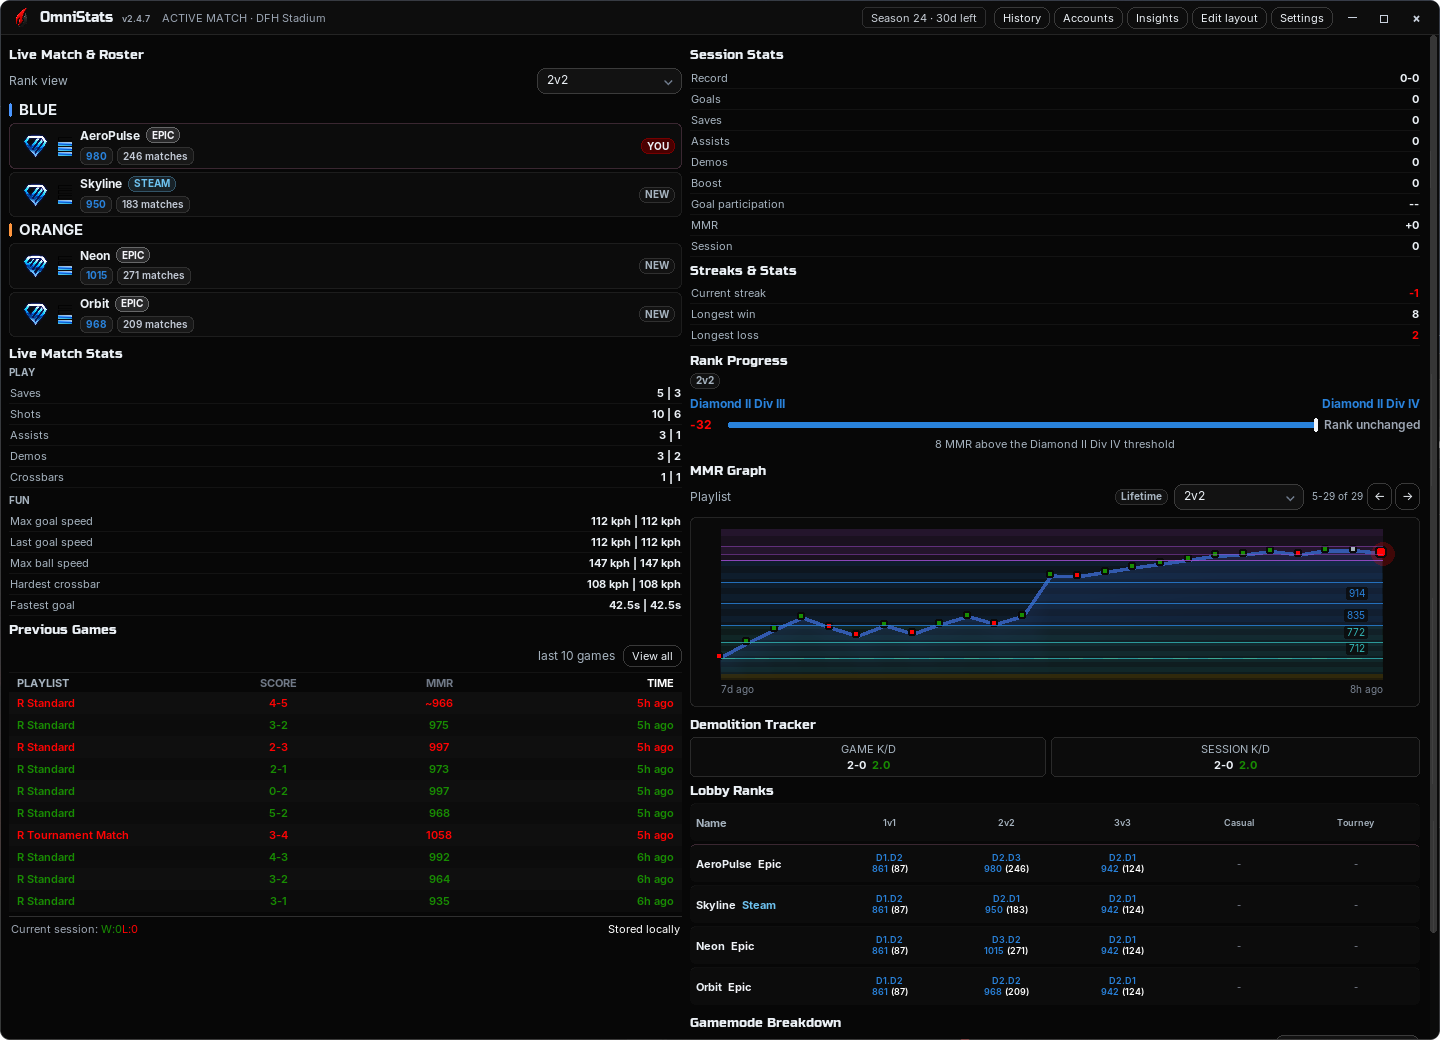 OmniStats v2.4.7 ACTIVE MATCH · DFH Stadium
Season 24 · 30d left History Accounts Insights Edit layout Settings
Live Match & Roster
Rank view 2v2
BLUE
AeroPulse EPIC
980 246 matches
YOU
Skyline STEAM
950 183 matches
NEW
ORANGE
Neon EPIC
1015 271 matches
NEW
Orbit EPIC
968 209 matches
NEW
Live Match Stats
PLAY
Saves 5 | 3
Shots 10 | 6
Assists 3 | 1
Demos 3 | 2
Crossbars 1 | 1
FUN
Max goal speed 112 kph | 112 kph
Last goal speed 112 kph | 112 kph
Max ball speed 147 kph | 147 kph
Hardest crossbar 108 kph | 108 kph
Fastest goal 42.5s | 42.5s
Previous Games
last 10 games View all
PLAYLIST SCORE MMR TIME
R Standard 4-5 ~966 5h ago
R Standard 3-2 975 5h ago
R Standard 2-3 997 5h ago
R Standard 2-1 973 5h ago
R Standard 0-2 997 5h ago
R Standard 5-2 968 5h ago
R Tournament Match 3-4 1058 5h ago
R Standard 4-3 992 6h ago
R Standard 3-2 964 6h ago
R Standard 3-1 935 6h ago
Current session: W:0L:0 Stored locally
Session Stats
Record 0-0
Goals 0
Saves 0
Assists 0
Demos 0
Boost 0
Goal participation --
MMR +0
Session 0
Streaks & Stats
Current streak -1
Longest win 8
Longest loss 2
Rank Progress
2v2
Diamond II Div III Diamond II Div IV
-32 Rank unchanged
8 MMR above the Diamond II Div IV threshold
MMR Graph
Playlist Lifetime 2v2 5-29 of 29 ← →
914
835
772
712
7d ago 8h ago
Demolition Tracker
GAME K/D SESSION K/D
2-0 2.0 2-0 2.0
Lobby Ranks
Name 1v1 2v2 3v3 Casual Tourney
D1.D2 D2.D3 D2.D1
AeroPulse Epic - -
861 (87) 980 (246) 942 (124)
D1.D2 D2.D1 D2.D1
Skyline Steam - -
861 (87) 950 (183) 942 (124)
D1.D2 D3.D2 D2.D1
Neon Epic - -
861 (87) 1015 (271) 942 (124)
D1.D2 D2.D2 D2.D1
Orbit Epic - -
861 (87) 968 (209) 942 (124)
Gamemode Breakdown